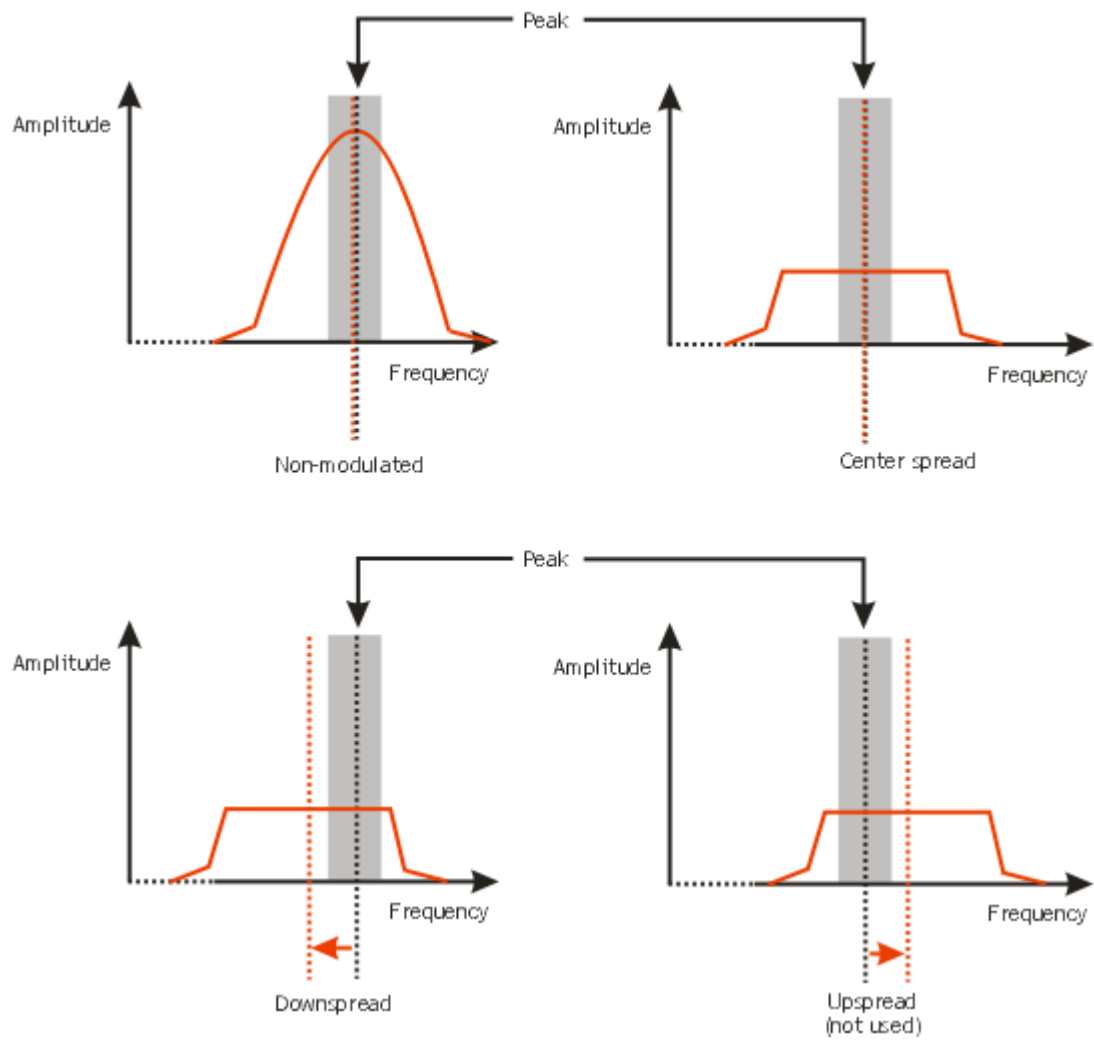 Peak
Amplitude
Amplitude
Frequency
Frequency
Non-modulated
Center spread
Peak
Amplitude
Amplitude
Frequency
Frequency
Downspread
Upspread
(not used)